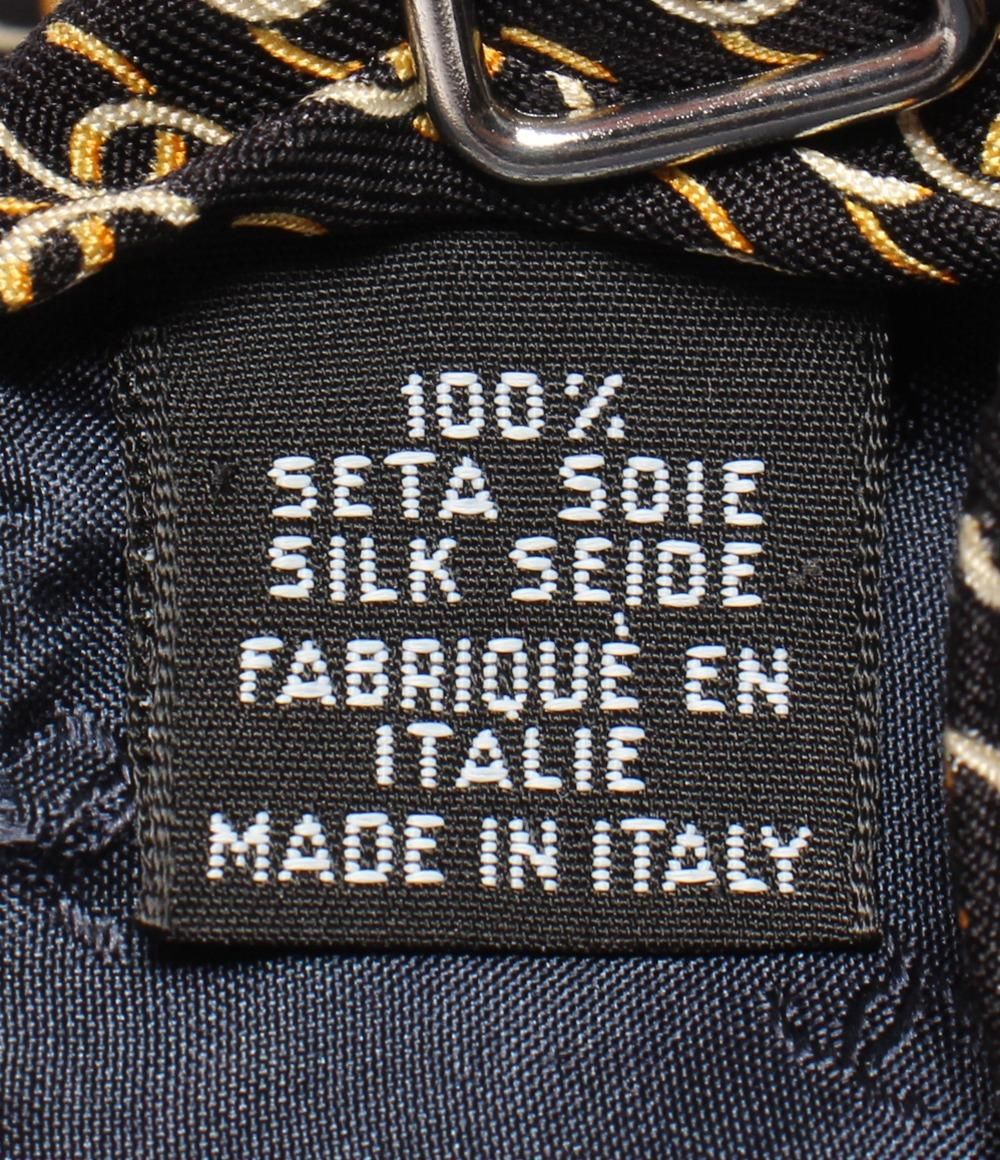 100%
SETA SOIE
SILK SEIDE
FABRIQUÉ EN
ITALIE
MADE IN ITALY